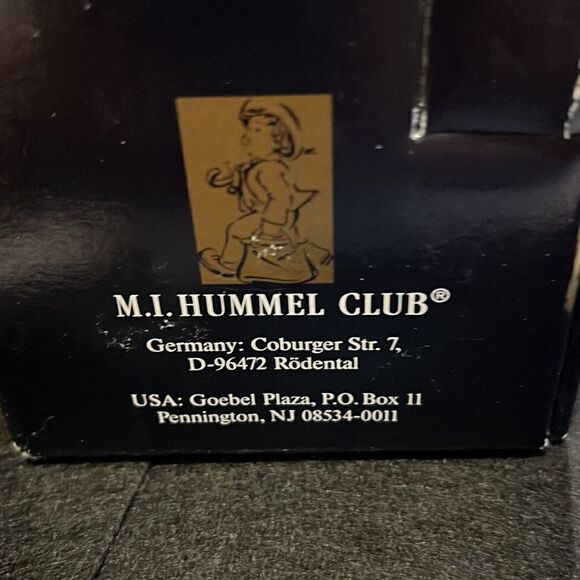 M.I. HUMMEL CLUB®
Germany: Coburger Str. 7,
D-96472 Rödental
USA: Goebel Plaza, P.O. Box 11
Pennington, NJ 08534-0011